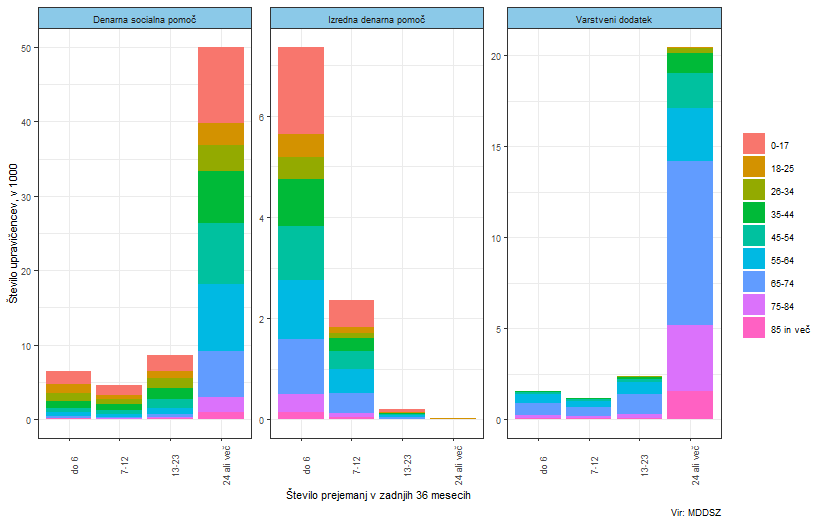 Denarna socialna pomoč
Izredna denarna pomoč
Varstveni dodatek
Število upravičencev, v 1000
50
40
30
20
10
0
6
4
2
0
20
15
10
5
0
do 6
7-12
13-23
24 ali več
do 6
7-12
13-23
24 ali več
do 6
7-12
13-23
24 ali več
Število prejemanj v zadnjih 36 mesecih
0-17
18-25
26-34
35-44
45-54
55-64
65-74
75-84
85 in več
Vir: MDDSZ